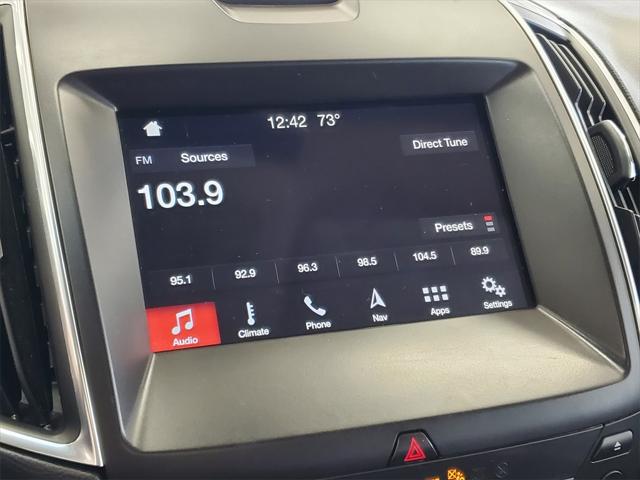 12:42 73°
FM Sources Direct Tune
103.9
Presets
95.1 92.9 96.3 98.5 104.5 89.9
Audio Climate Phone Nav Apps Settings